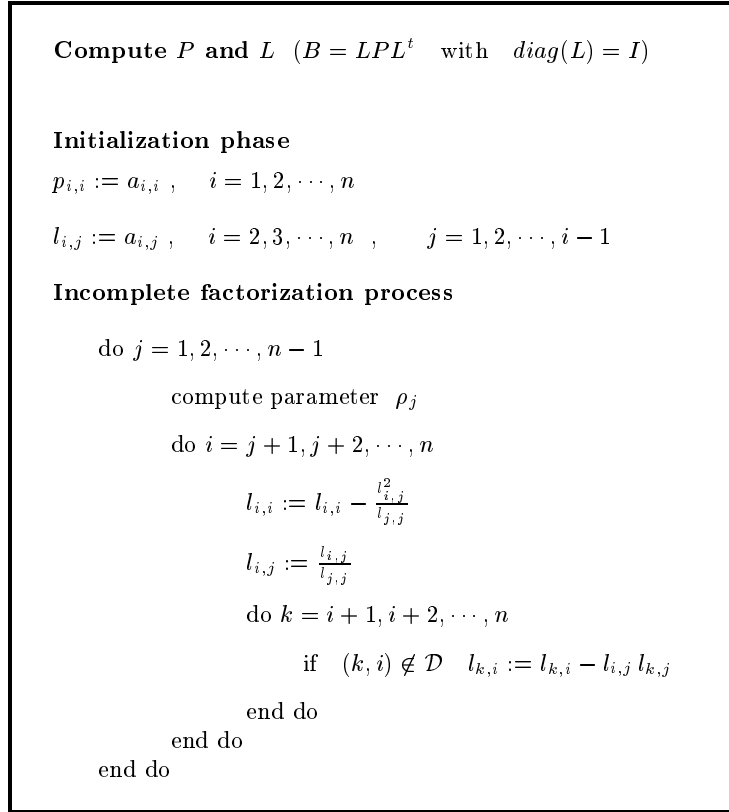 Compute P and L (B = LPL^t with diag(L) = I)
Initialization phase
p_{i,i} := a_{i,i} , i = 1, 2, ⋯, n
l_{i,j} := a_{i,j} , i = 2, 3, ⋯, n , j = 1, 2, ⋯, i − 1
Incomplete factorization process
do j = 1, 2, ⋯, n − 1
compute parameter ρ_j
do i = j + 1, j + 2, ⋯, n
l_{i,i} := l_{i,i} − \frac{l_{i,j}^2}{l_{j,j}}
l_{i,j} := \frac{l_{i,j}}{l_{j,j}}
do k = i + 1, i + 2, ⋯, n
if (k, i) ∉ 𝒟 l_{k,i} := l_{k,i} − l_{i,j} l_{k,j}
end do
end do
end do